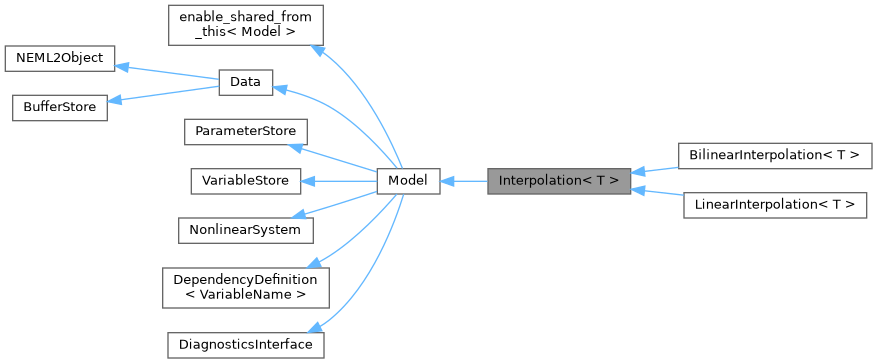 enable_shared_from
_this< Model >
NEML2Object
Data
BufferStore
ParameterStore
VariableStore
Model
Interpolation< T >
BilinearInterpolation< T >
LinearInterpolation< T >
NonlinearSystem
DependencyDefinition
< VariableName >
DiagnosticsInterface